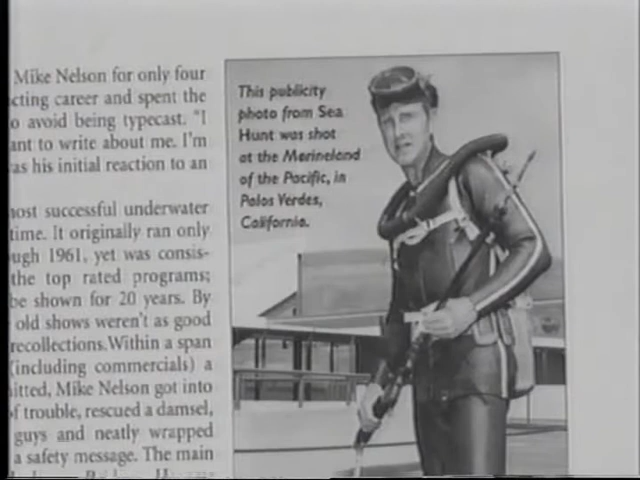 Mike Nelson for only four
cting career and spent the
o avoid being typecast. "I
ant to write about me. I'm
as his initial reaction to an
ost successful underwater
time. It originally ran only
ugh 1961, yet was consis-
the top rated programs;
be shown for 20 years. By
old shows weren't as good
recollections. Within a span
(including commercials) a
itted, Mike Nelson got into
f trouble, rescued a damsel,
guys and neatly wrapped
a safety message. The main
This publicity
photo from Sea
Hunt was shot
at the Marineland
of the Pacific, in
Palos Verdes,
California.